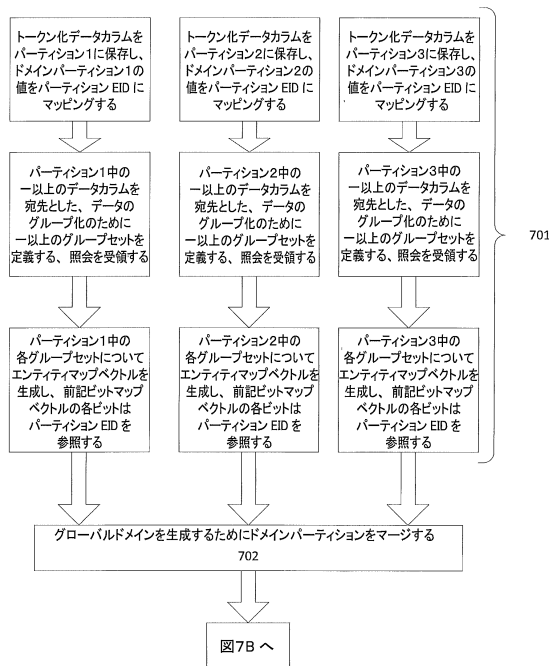 トークン化データカラムを
パーティション1に保存し、
ドメインパーティション1の
値をパーティション EID に
マッピングする
トークン化データカラムを
パーティション2に保存し、
ドメインパーティション2の
値をパーティション EID に
マッピングする
トークン化データカラムを
パーティション3に保存し、
ドメインパーティション3の
値をパーティション EID に
マッピングする
パーティション1中の
一以上のデータカラムを
宛先とした、データの
グループ化のために
一以上のグループセットを
定義する、照会を受領する
パーティション2中の
一以上のデータカラムを
宛先とした、データの
グループ化のために
一以上のグループセットを
定義する、照会を受領する
パーティション3中の
一以上のデータカラムを
宛先とした、データの
グループ化のために
一以上のグループセットを
定義する、照会を受領する
701
パーティション1中の
各グループセットについて
エンティティマップベクトルを
生成し、前記ビットマップ
ベクトルの各ビットは
パーティション EID を
参照する
パーティション2中の
各グループセットについて
エンティティマップベクトルを
生成し、前記ビットマップ
ベクトルの各ビットは
パーティション EID を
参照する
パーティション3中の
各グループセットについて
エンティティマップベクトルを
生成し、前記ビットマップ
ベクトルの各ビットは
パーティション EID を
参照する
グローバルドメインを生成するためにドメインパーティションをマージする
702
図7B へ